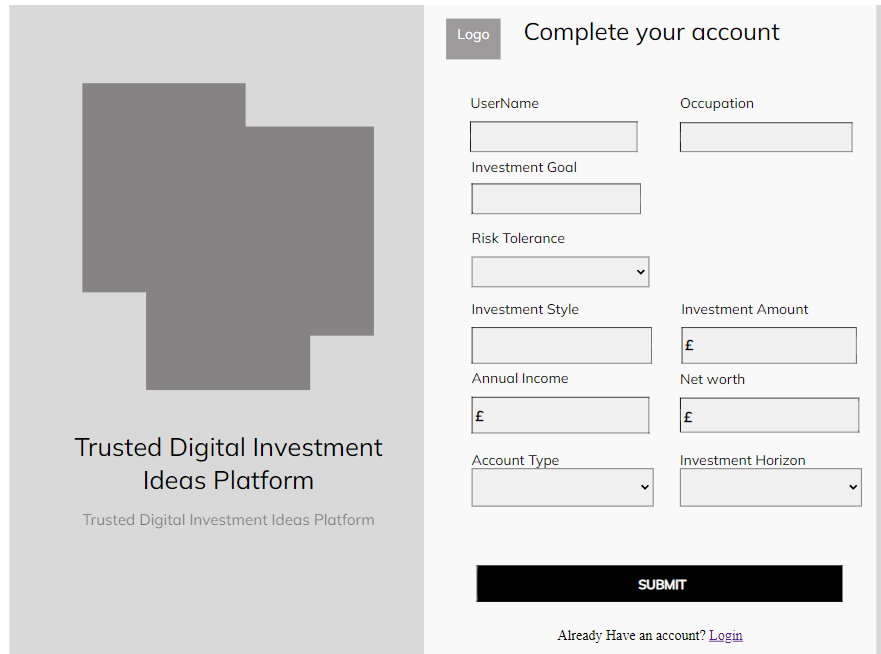 Logo
Complete your account
UserName
Occupation
Investment Goal
Risk Tolerance
Investment Style
Investment Amount
£
Annual Income
Net worth
£
£
Account Type
Investment Horizon
Trusted Digital Investment
Ideas Platform
Trusted Digital Investment Ideas Platform
SUBMIT
Already Have an account? Login